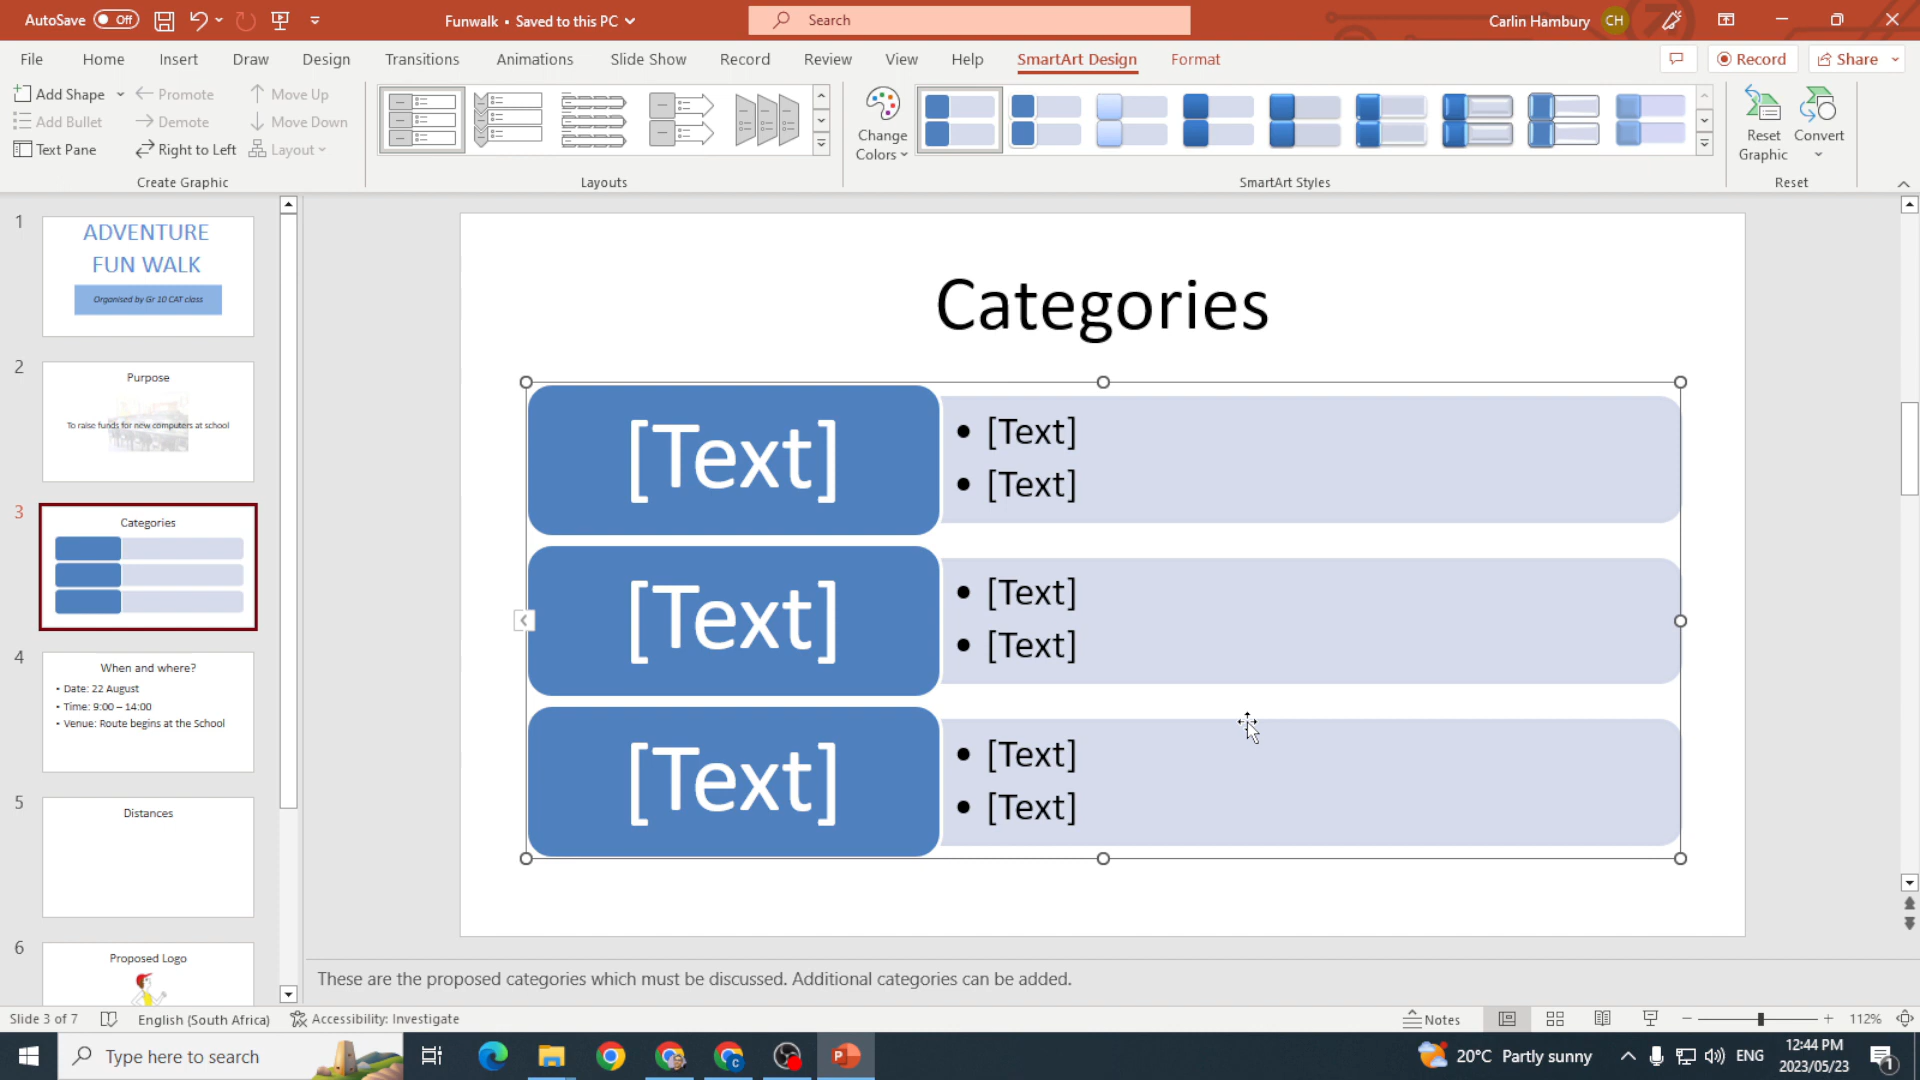 AutoSave Off
Funwalk • Saved to this PC
Search
Carlin Hambury CH
File Home Insert Draw Design Transitions Animations Slide Show Record Review View Help SmartArt Design Format
Record Share
Add Shape Promote Move Up
Add Bullet Demote Move Down
Text Pane Right to Left Layout
Create Graphic
Layouts
Change
Colors
SmartArt Styles
Reset
Graphic
Convert
Reset
1
ADVENTURE
FUN WALK
Organised by Gr 10 CAT class
2
Purpose
To raise funds for new computers at school
3
Categories
4
When and where?
• Date: 22 August
• Time: 9:00 – 14:00
• Venue: Route begins at the School
5
Distances
6
Proposed Logo
Categories
[Text]
• [Text]
• [Text]
[Text]
• [Text]
• [Text]
[Text]
• [Text]
• [Text]
These are the proposed categories which must be discussed. Additional categories can be added.
Slide 3 of 7 English (South Africa) Accessibility: Investigate
Notes
112%
Type here to search
20°C Partly sunny
ENG
12:44 PM
2023/05/23
1